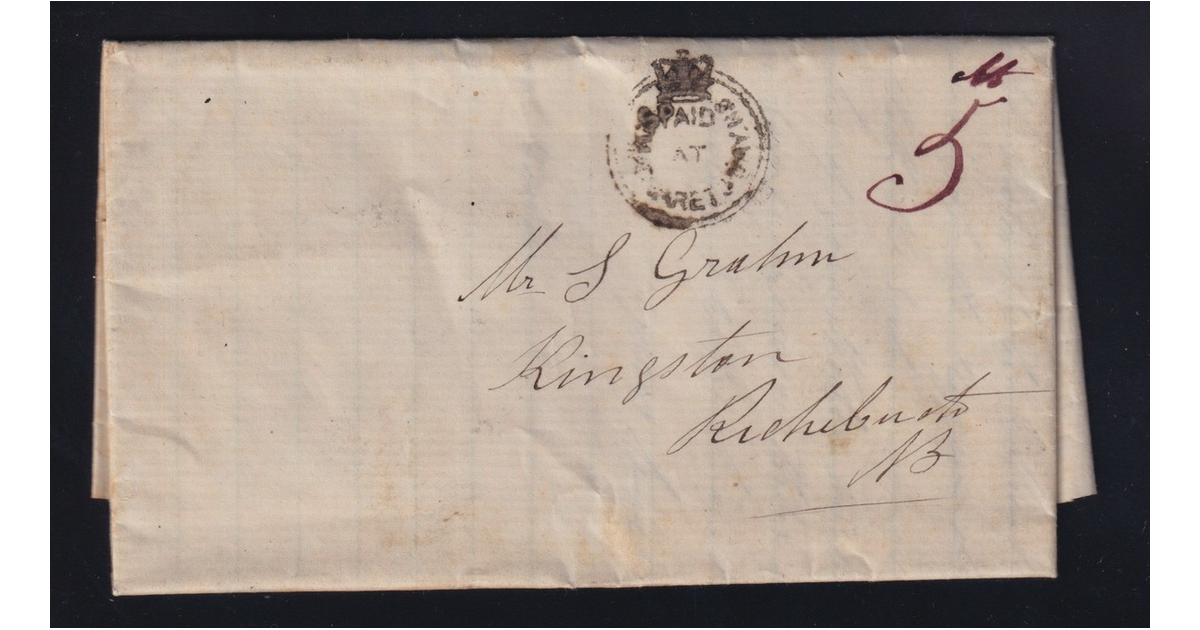 PAID
AT
5
Mr S Grahm
Kingston
Richebucto
NB